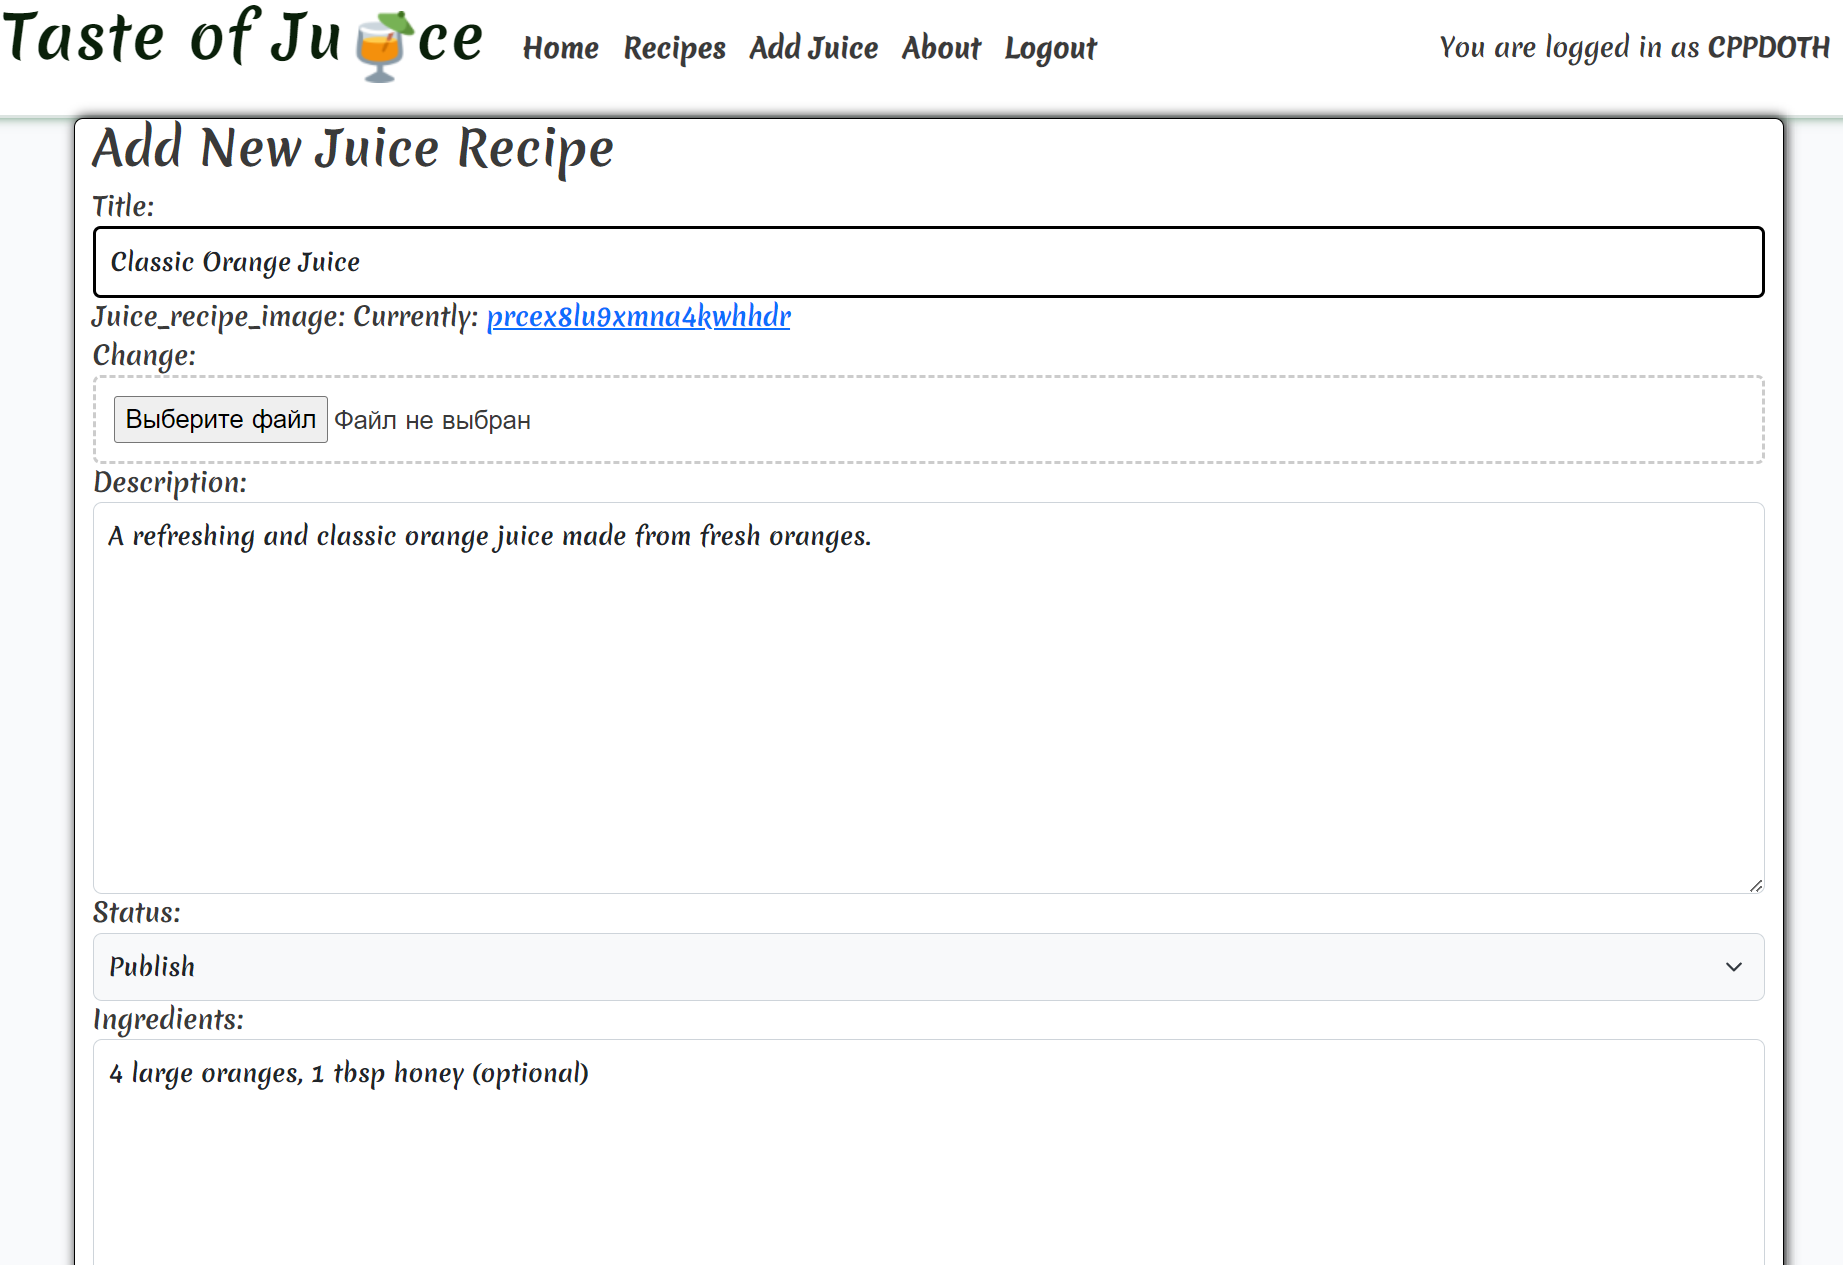 Taste of Ju🍹ce
Home Recipes Add Juice About Logout
You are logged in as CPPDOTH
Add New Juice Recipe
Title:
Classic Orange Juice
Juice_recipe_image: Currently: prcex8lu9xmna4kwhhdr
Change:
Выберите файл Файл не выбран
Description:
A refreshing and classic orange juice made from fresh oranges.
Status:
Publish
Ingredients:
4 large oranges, 1 tbsp honey (optional)